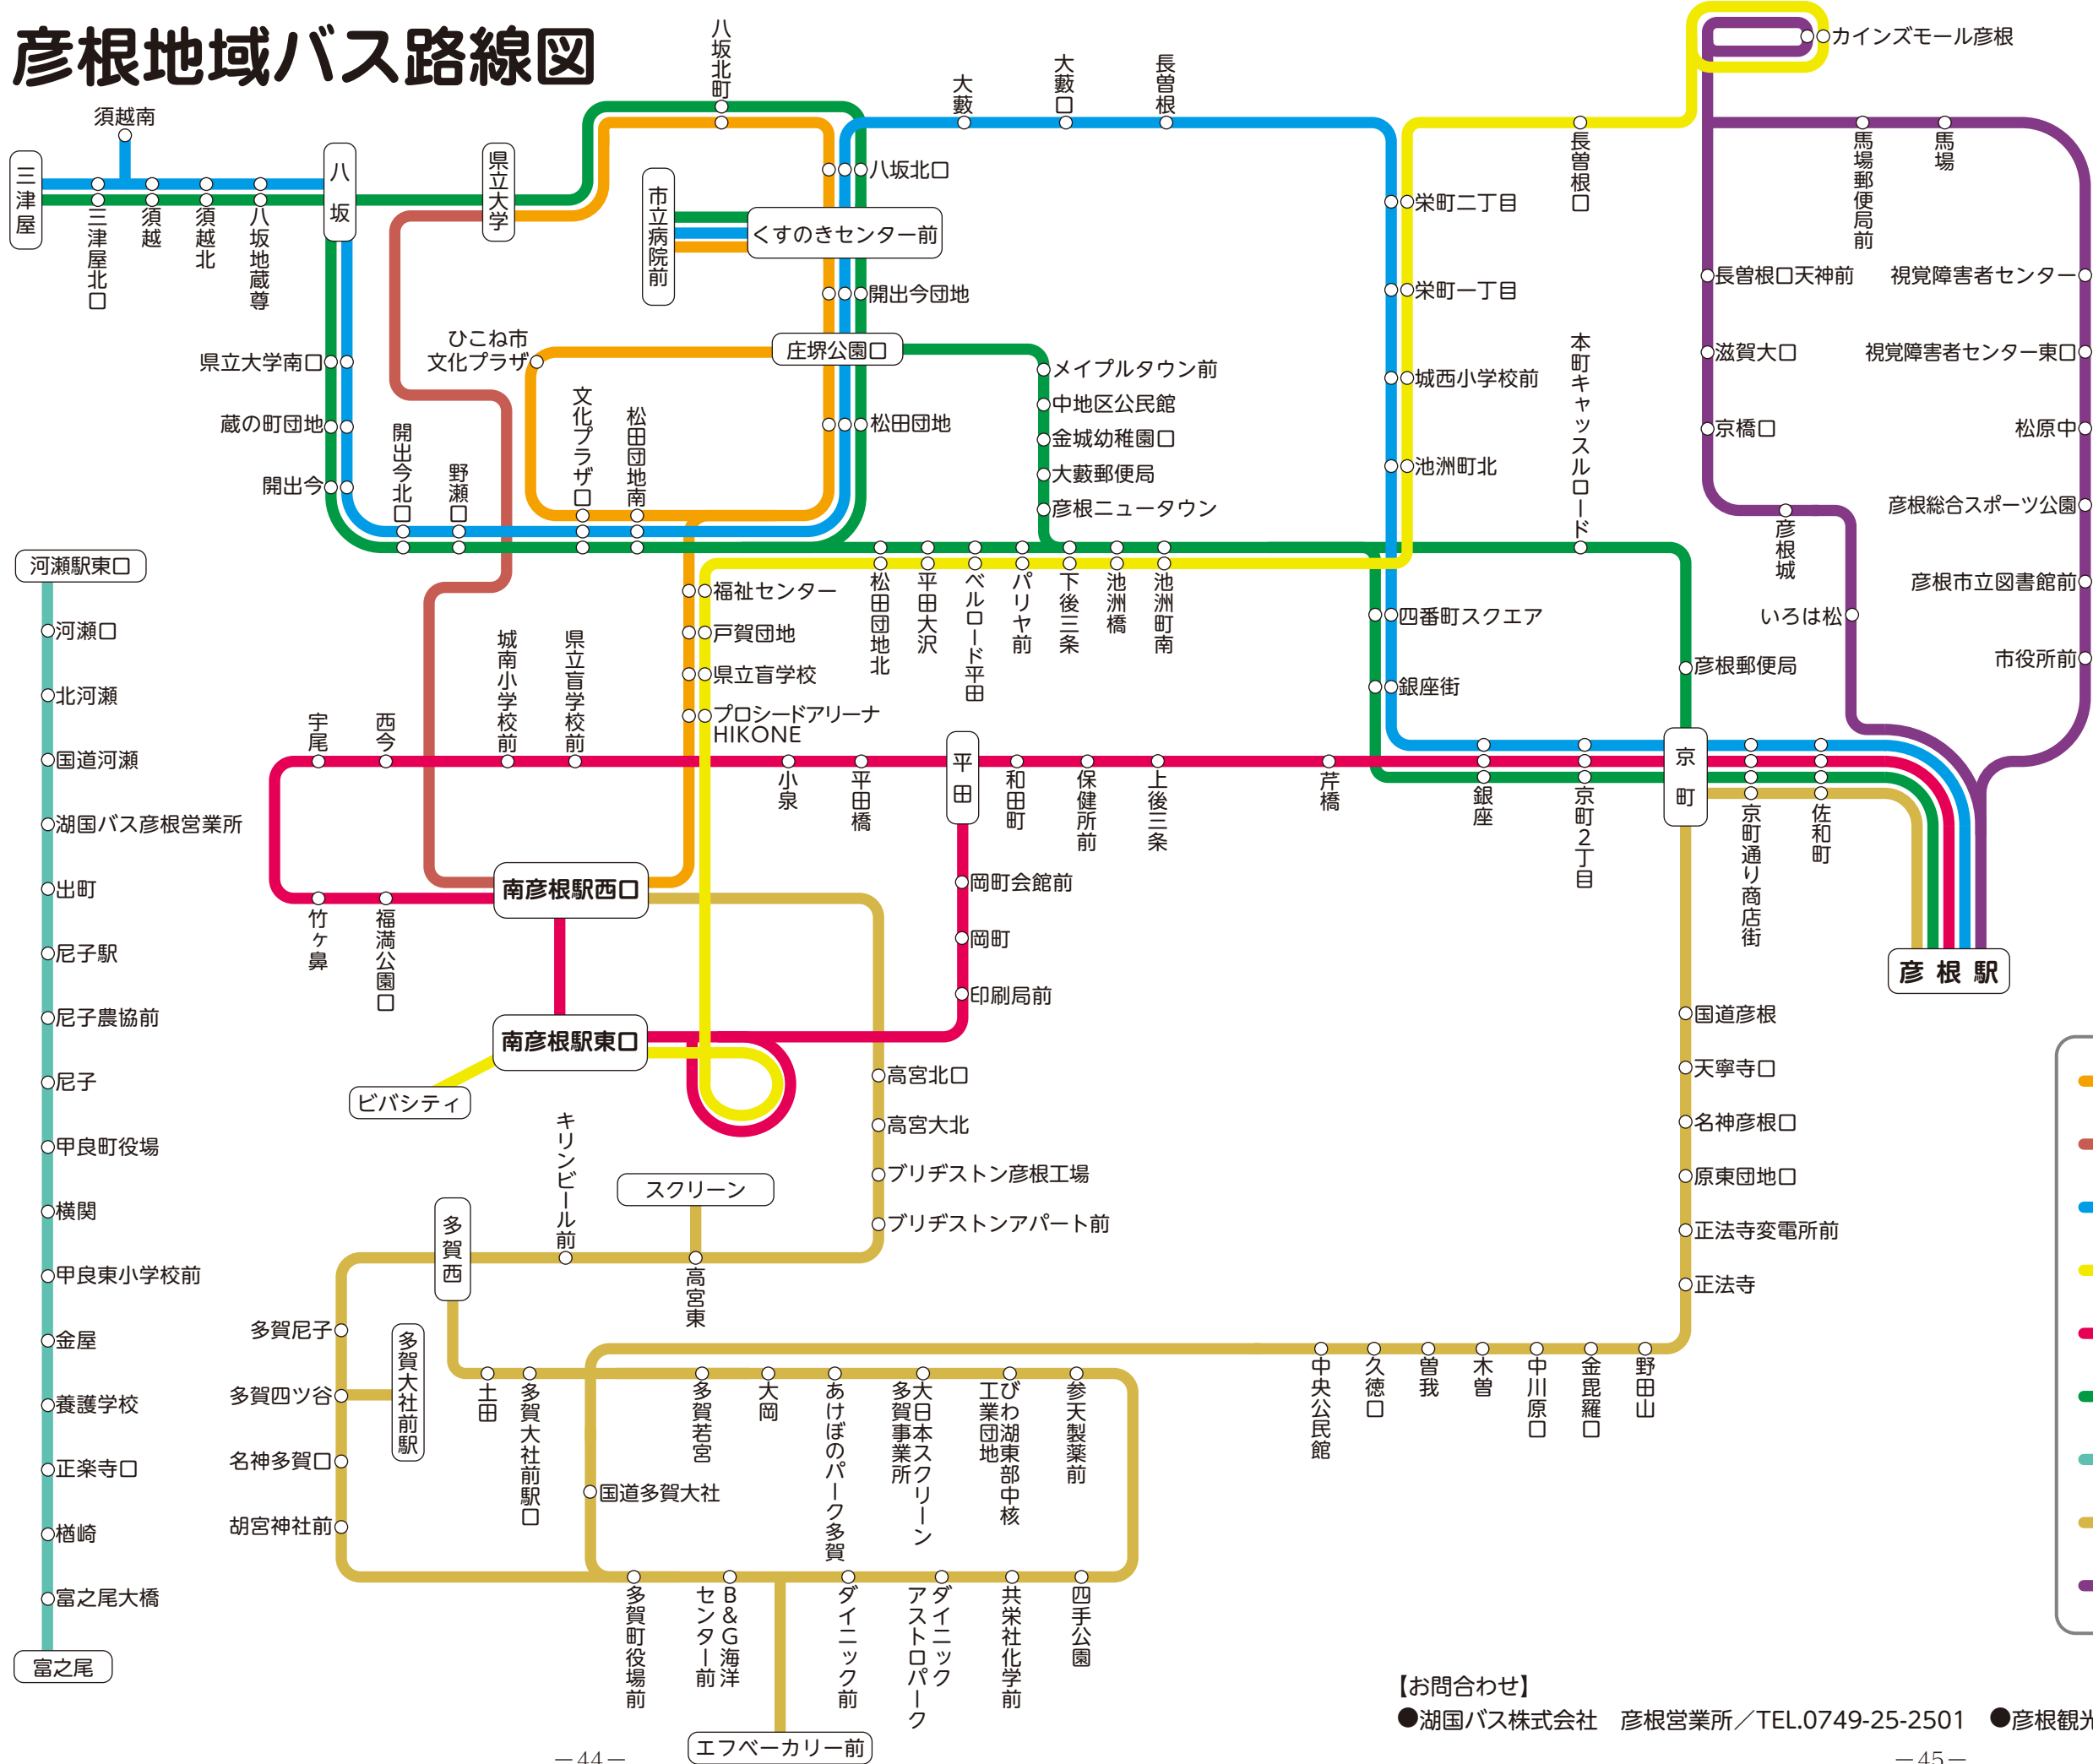 彦根地域バス路線図
三津屋
須越南
三津屋北口
須越
須越北
八坂地蔵尊
八坂
県立大学
八坂北町
八坂北口
市立病院前
くすのきセンター前
開出今団地
庄堺公園口
松田団地
ひこね市
文化プラザ
県立大学南口
蔵の町団地
開出今
開出今北口
野瀬口
文化プラザ口
松田団地南
大藪
大藪口
長曽根
メイプルタウン前
中地区公民館
金城幼稚園口
大藪郵便局
彦根ニュータウン
栄町二丁目
栄町一丁目
城西小学校前
池洲町北
長曽根口
本町キャッスルロード
カインズモール彦根
馬場郵便局前
馬場
長曽根口天神前
滋賀大口
京橋口
彦根城
いろは松
視覚障害者センター
視覚障害者センター東口
松原中
彦根総合スポーツ公園
彦根市立図書館前
市役所前
松田団地北
平田大沢
ベルロード平田
パリヤ前
下後三条
池洲橋
池洲町南
四番町スクエア
銀座街
彦根郵便局
福祉センター
戸賀団地
県立盲学校
プロシードアリーナ
HIKONE
宇尾
西今
城南小学校前
県立盲学校前
小泉
平田橋
平田
和田町
保健所前
上後三条
芹橋
銀座
京町2丁目
京町
京町通り商店街
佐和町
彦根駅
竹ヶ鼻
福満公園口
南彦根駅西口
南彦根駅東口
ビバシティ
岡町会館前
岡町
印刷局前
高宮北口
高宮大北
ブリヂストン彦根工場
ブリヂストンアパート前
キリンビール前
スクリーン
高宮東
多賀西
多賀尼子
多賀四ツ谷
多賀大社前駅
名神多賀口
胡宮神社前
土田
多賀大社前駅口
多賀若宮
大岡
あけぼのパーク多賀
大日本スクリーン
多賀事業所
びわ湖東部中核
工業団地
参天製薬前
国道多賀大社
多賀町役場前
B&G海洋
センター前
ダイニック前
ダイニック
アストロパーク
共栄社化学前
四手公園
エフベーカリー前
国道彦根
天寧寺口
名神彦根口
原東団地口
正法寺変電所前
正法寺
中央公民館
久徳口
曽我
木曽
中川原口
金毘羅口
野田山
河瀬駅東口
河瀬口
北河瀬
国道河瀬
湖国バス彦根営業所
出町
尼子駅
尼子農協前
尼子
甲良町役場
横関
甲良東小学校前
金屋
養護学校
正楽寺口
楢崎
富之尾大橋
富之尾
【お問合わせ】
●湖国バス株式会社　彦根営業所／TEL.0749-25-2501　●彦根観光
―44―
―45―